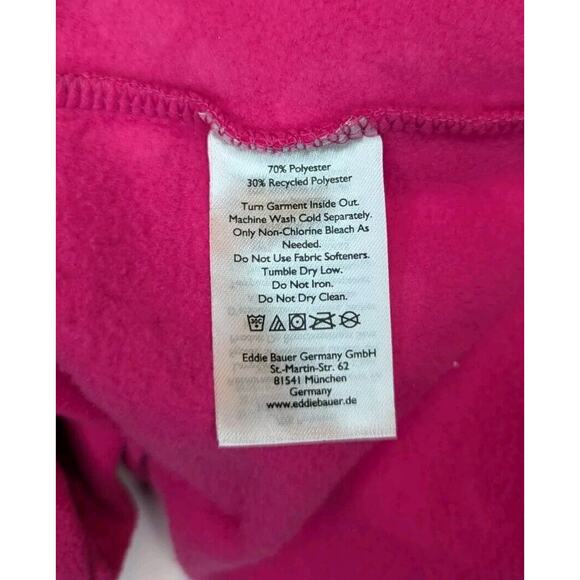 70% Polyester
30% Recycled Polyester
Turn Garment Inside Out.
Machine Wash Cold Separately.
Only Non-Chlorine Bleach As
Needed.
Do Not Use Fabric Softeners.
Tumble Dry Low.
Do Not Iron.
Do Not Dry Clean.
Eddie Bauer Germany GmbH
St.-Martin-Str. 62
81541 München
Germany
www.eddiebauer.de